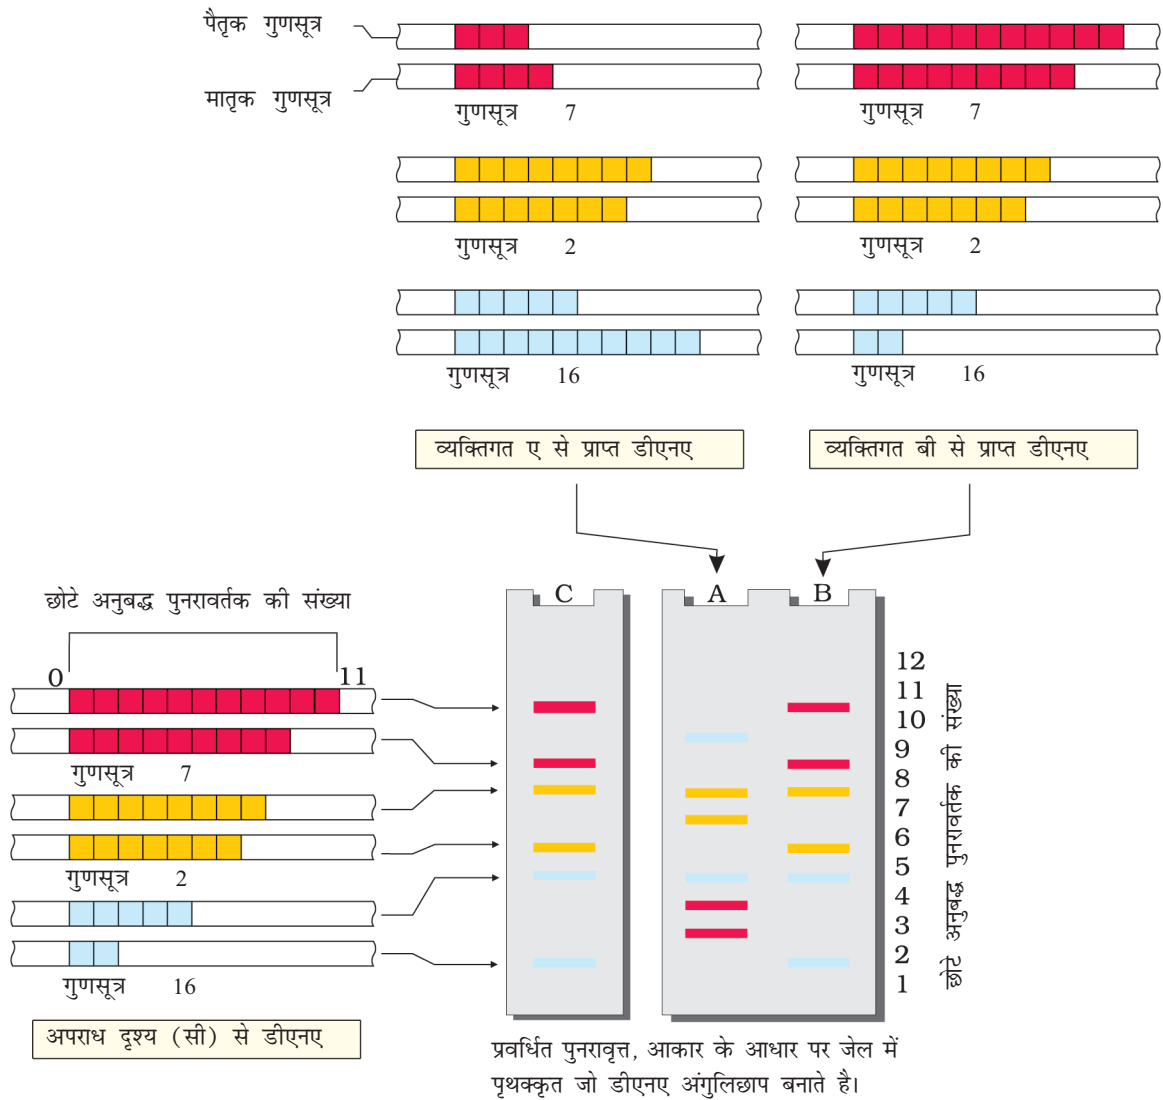 पैतृक गुणसूत्र
मातृक गुणसूत्र
गुणसूत्र 7
गुणसूत्र 7
गुणसूत्र 2
गुणसूत्र 2
गुणसूत्र 16
गुणसूत्र 16
व्यक्तिगत ए से प्राप्त डीएनए
व्यक्तिगत बी से प्राप्त डीएनए
छोटे अनुबद्ध पुनरावर्तक की संख्या
0 11
गुणसूत्र 7
गुणसूत्र 2
गुणसूत्र 16
अपराध दृश्य (सी) से डीएनए
C
A
B
12
11
10
9
8
7
6
5
4
3
2
1
छोटे अनुबद्ध पुनरावर्तक की संख्या
प्रवर्धित पुनरावृत्त, आकार के आधार पर जेल में
पृथक्कृत जो डीएनए अंगुलिछाप बनाते है।